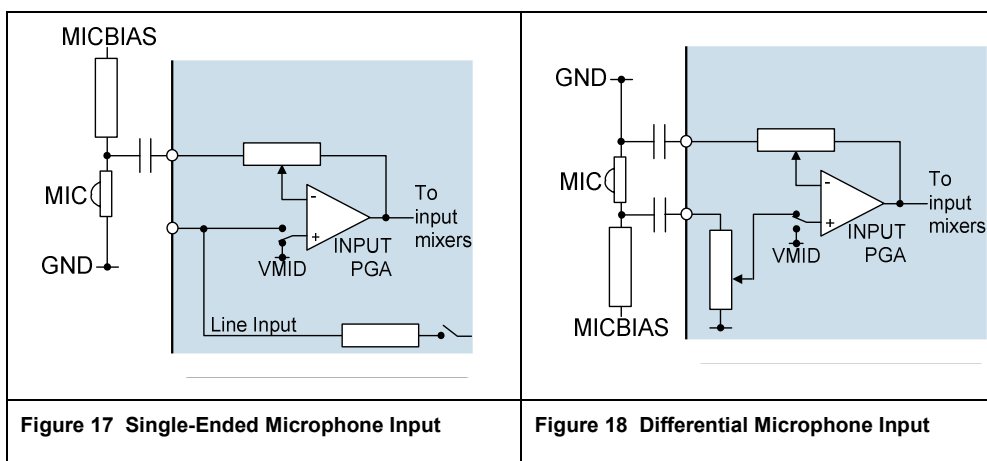 MICBIAS
MIC
GND
-
+
VMID
INPUT
PGA
To
input
mixers
Line Input
Figure 17 Single-Ended Microphone Input
GND
MIC
MICBIAS
-
+
VMID
INPUT
PGA
To
input
mixers
Figure 18 Differential Microphone Input